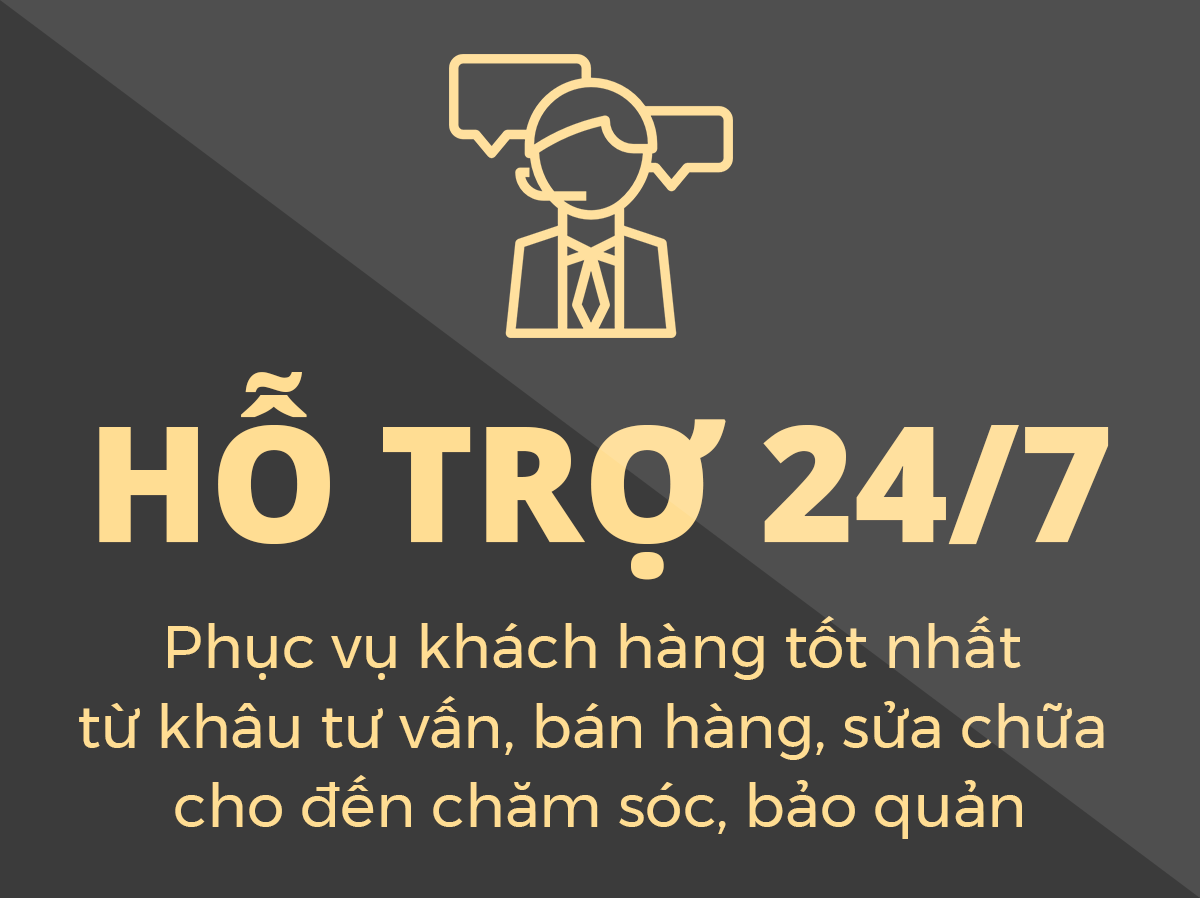 HỖ TRỢ 24/7
Phục vụ khách hàng tốt nhất
từ khâu tư vấn, bán hàng, sửa chữa
cho đến chăm sóc, bảo quản